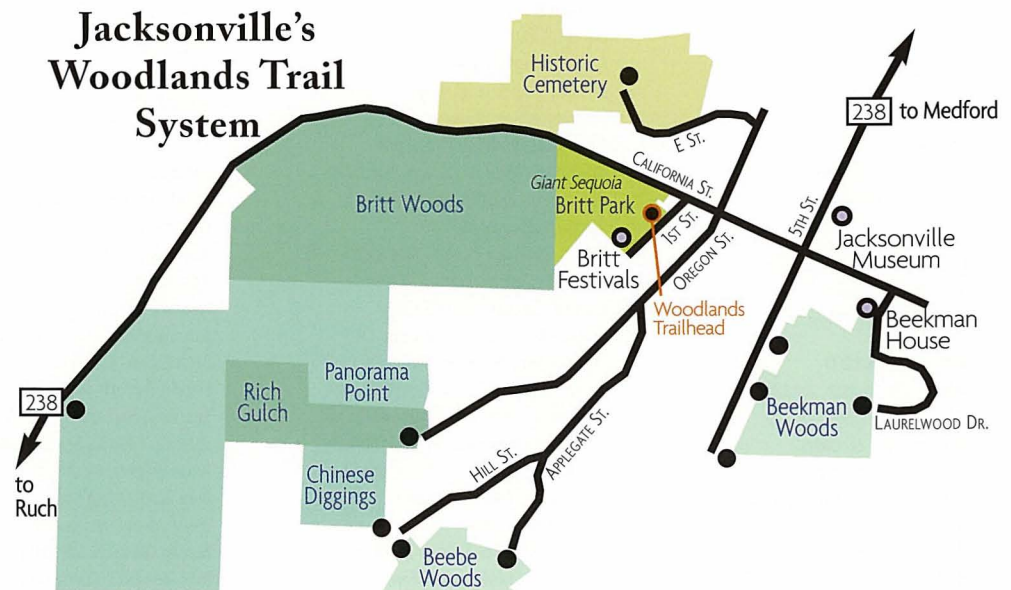 Jacksonville's
Woodlands Trail
System
Historic
Cemetery
238 to Medford
E St.
California St.
Giant Sequoia
Britt Park
Britt Woods
1st St.
5th St.
Jacksonville
Museum
Britt
Festivals
Oregon St.
Woodlands
Trailhead
Beekman
House
Panorama
Point
Rich
Gulch
238
Beekman
Woods
Laurelwood Dr.
Applegate St.
Hill St.
Chinese
Diggings
to
Ruch
Beebe
Woods